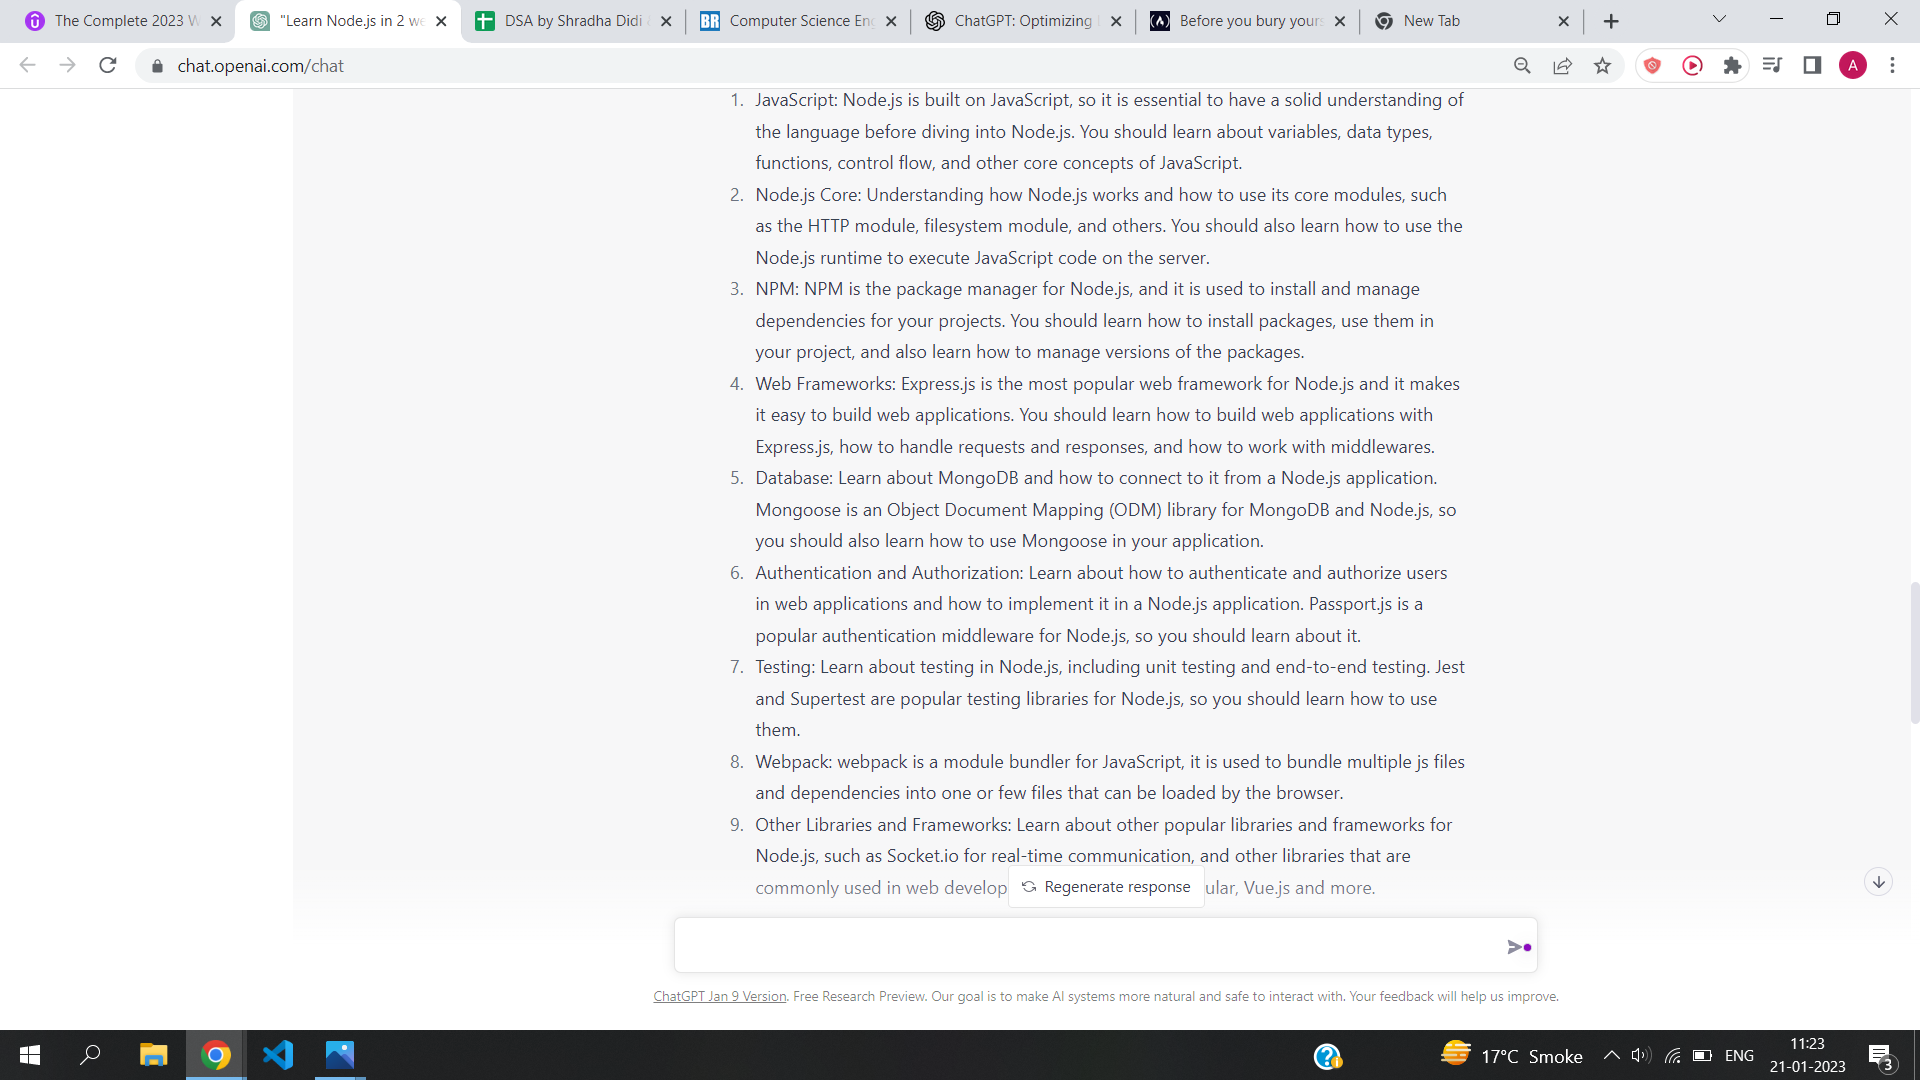 The Complete 2023 W
"Learn Node.js in 2 we
DSA by Shradha Didi
BR Computer Science En
ChatGPT: Optimizing
Before you bury yours
New Tab
chat.openai.com/chat
A
1. JavaScript: Node.js is built on JavaScript, so it is essential to have a solid understanding of
the language before diving into Node.js. You should learn about variables, data types,
functions, control flow, and other core concepts of JavaScript.
2. Node.js Core: Understanding how Node.js works and how to use its core modules, such
as the HTTP module, filesystem module, and others. You should also learn how to use the
Node.js runtime to execute JavaScript code on the server.
3. NPM: NPM is the package manager for Node.js, and it is used to install and manage
dependencies for your projects. You should learn how to install packages, use them in
your project, and also learn how to manage versions of the packages.
4. Web Frameworks: Express.js is the most popular web framework for Node.js and it makes
it easy to build web applications. You should learn how to build web applications with
Express.js, how to handle requests and responses, and how to work with middlewares.
5. Database: Learn about MongoDB and how to connect to it from a Node.js application.
Mongoose is an Object Document Mapping (ODM) library for MongoDB and Node.js, so
you should also learn how to use Mongoose in your application.
6. Authentication and Authorization: Learn about how to authenticate and authorize users
in web applications and how to implement it in a Node.js application. Passport.js is a
popular authentication middleware for Node.js, so you should learn about it.
7. Testing: Learn about testing in Node.js, including unit testing and end-to-end testing. Jest
and Supertest are popular testing libraries for Node.js, so you should learn how to use
them.
8. Webpack: webpack is a module bundler for JavaScript, it is used to bundle multiple js files
and dependencies into one or few files that can be loaded by the browser.
9. Other Libraries and Frameworks: Learn about other popular libraries and frameworks for
Node.js, such as Socket.io for real-time communication, and other libraries that are
commonly used in web develop ular, Vue.js and more.
Regenerate response
ChatGPT Jan 9 Version. Free Research Preview. Our goal is to make AI systems more natural and safe to interact with. Your feedback will help us improve.
17°C Smoke
ENG
11:23
21-01-2023
3